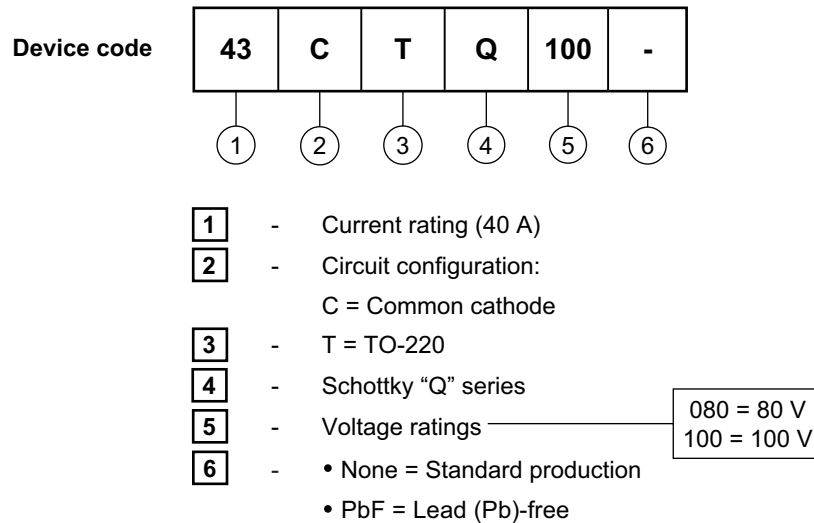 Device code 43 C T Q 100 -
1 2 3 4 5 6
1 - Current rating (40 A)
2 - Circuit configuration:
C = Common cathode
3 - T = TO-220
4 - Schottky “Q” series
5 - Voltage ratings
080 = 80 V
100 = 100 V
6 - • None = Standard production
• PbF = Lead (Pb)-free